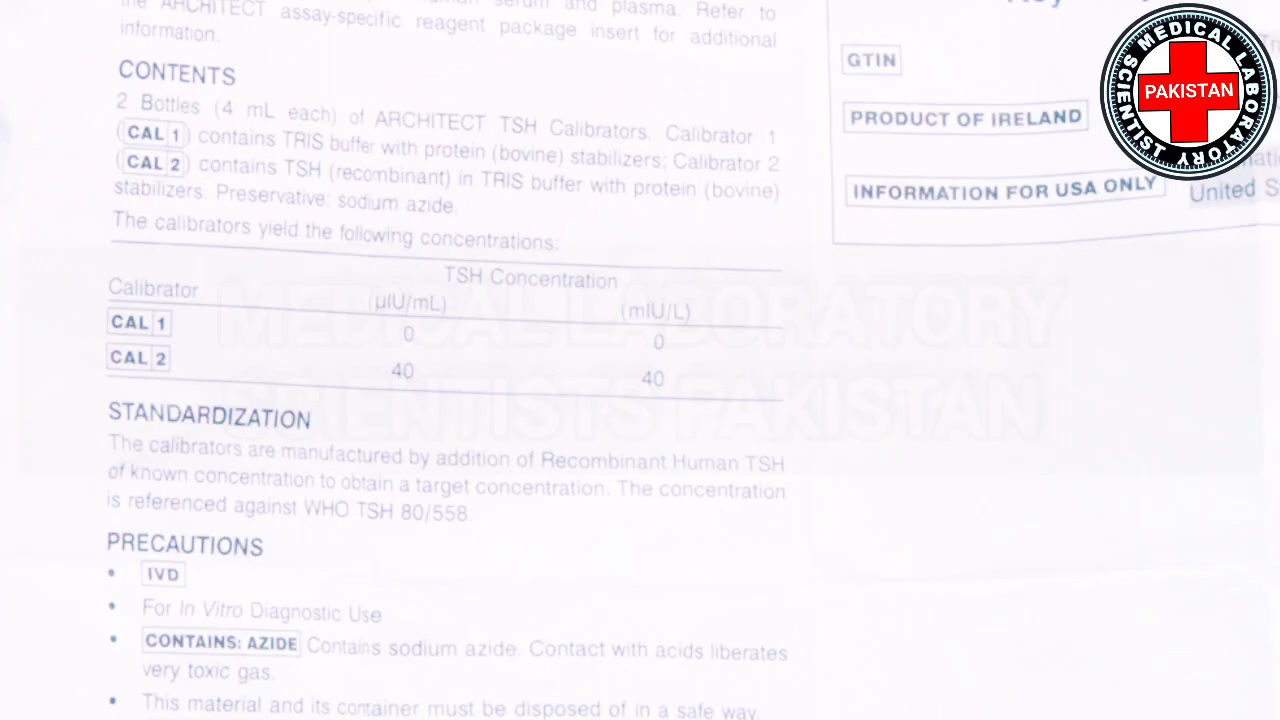 serum and plasma. Refer to
the ARCHITECT assay-specific reagent package insert for additional
information.
CONTENTS
2 Bottles (4 mL each) of ARCHITECT TSH Calibrators. Calibrator 1
(CAL 1) contains TRIS buffer with protein (bovine) stabilizers; Calibrator 2
(CAL 2) contains TSH (recombinant) in TRIS buffer with protein (bovine)
stabilizers. Preservative: sodium azide.
The calibrators yield the following concentrations:
TSH Concentration
Calibrator (µIU/mL) (mIU/L)
CAL 1 0 0
CAL 2 40 40
STANDARDIZATION
The calibrators are manufactured by addition of Recombinant Human TSH
of known concentration to obtain a target concentration. The concentration
is referenced against WHO TSH 80/558.
PRECAUTIONS
• IVD
• For In Vitro Diagnostic Use
• CONTAINS: AZIDE Contains sodium azide. Contact with acids liberates
very toxic gas.
• This material and its container must be disposed of in a safe way.
GTIN
PRODUCT OF IRELAND
INFORMATION FOR USA ONLY
United S
MEDICAL LABORATORY
SCIENTISTS PAKISTAN
MEDICAL LABORATORY SCIENTISTS
PAKISTAN